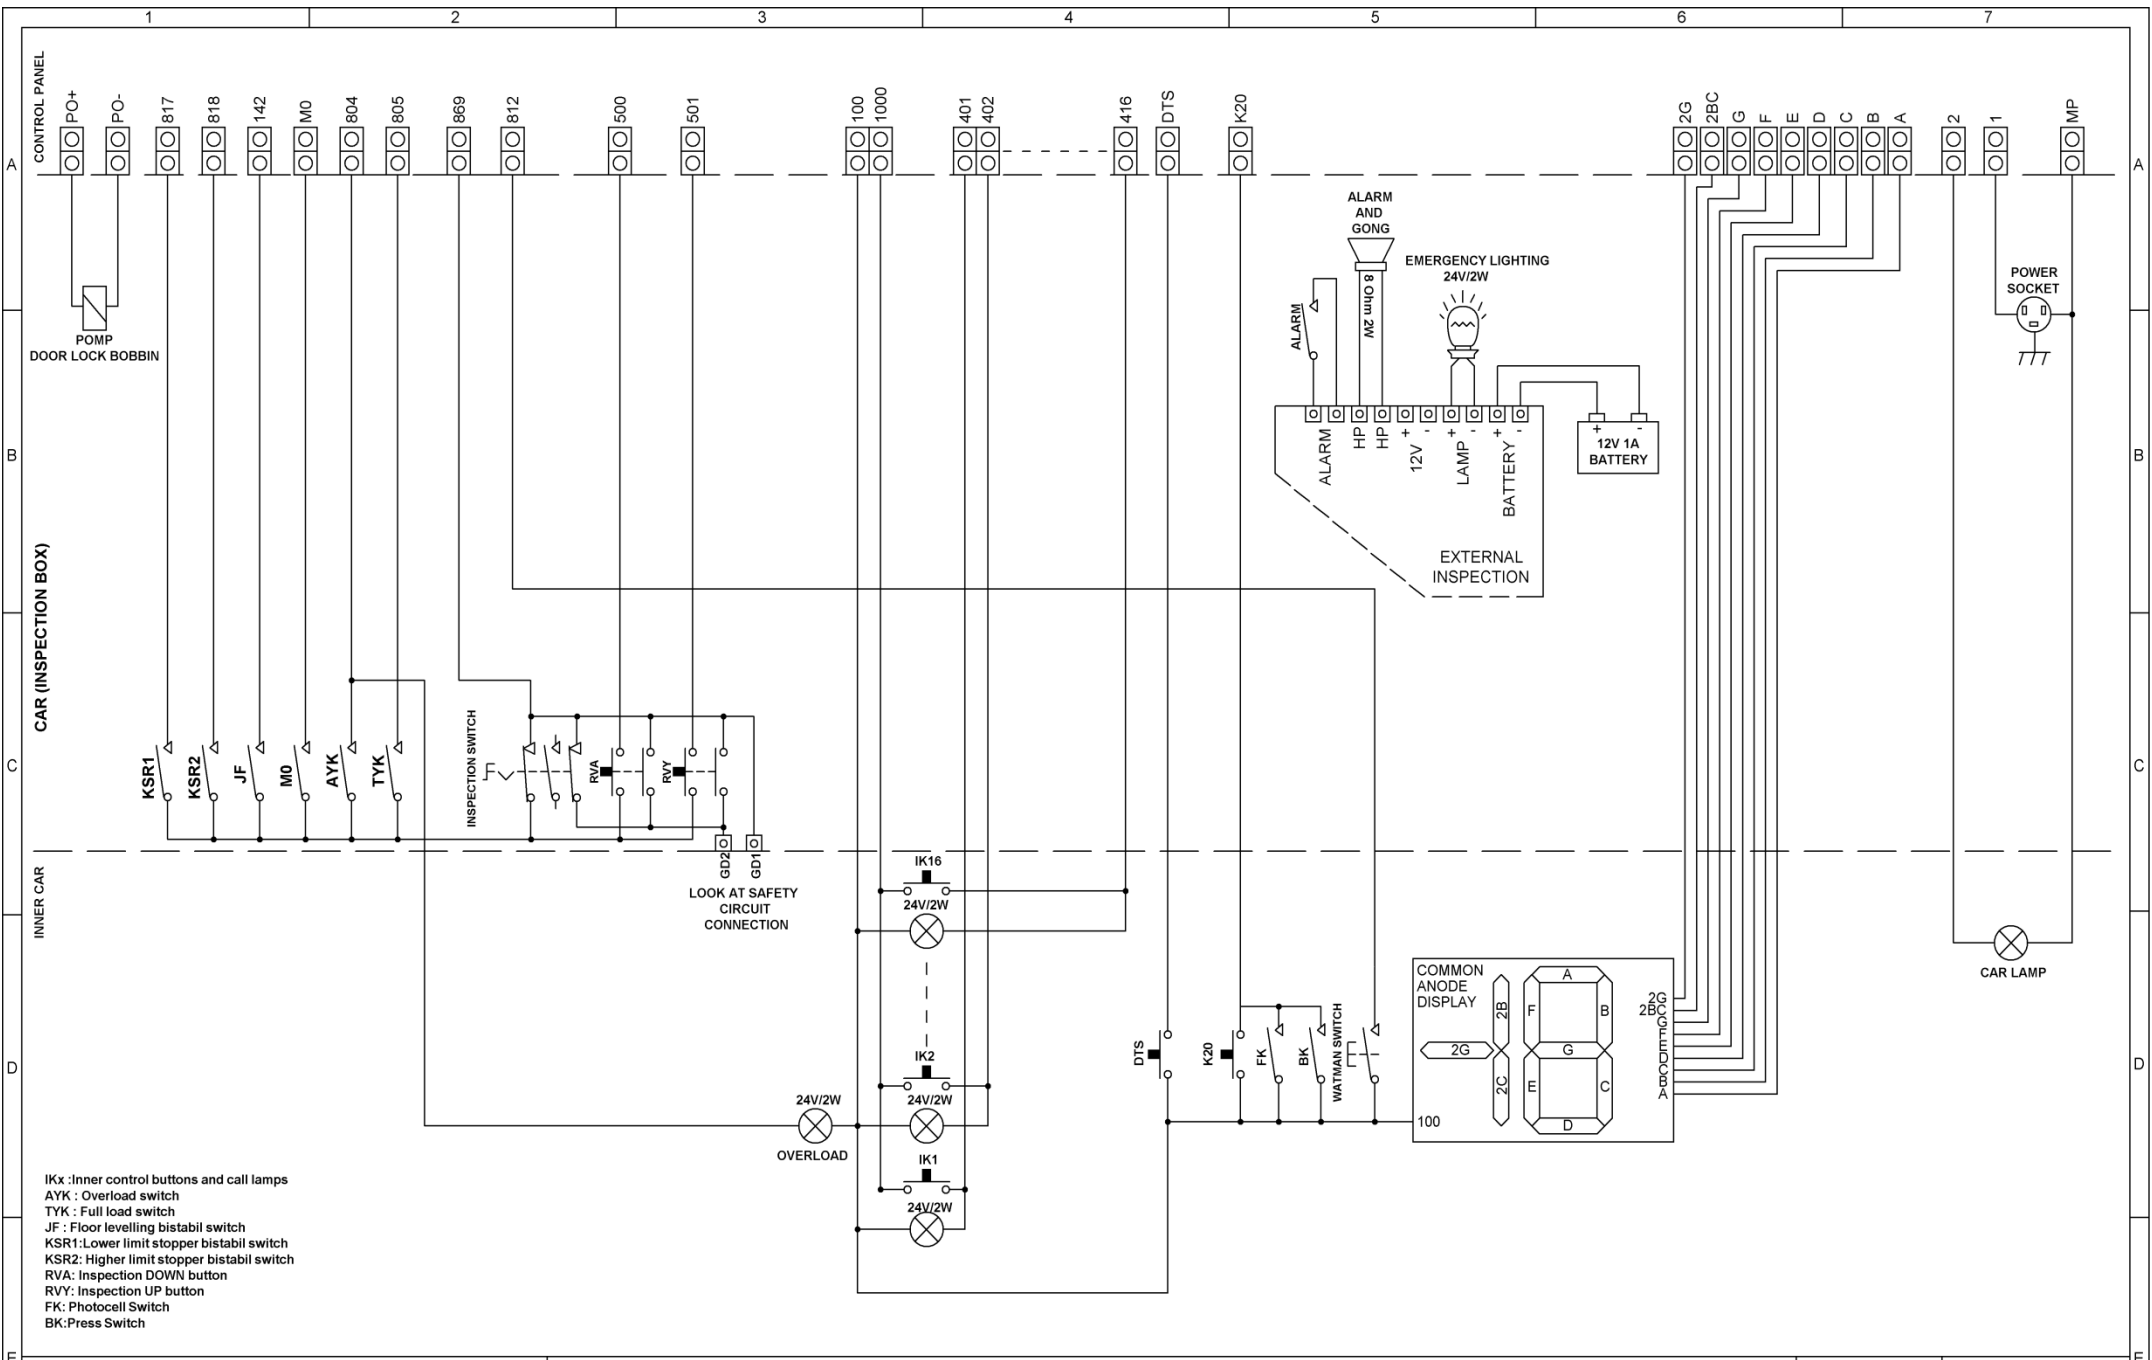 1
2
3
4
5
6
7
CONTROL PANEL
PO+
PO-
817
818
142
M0
804
805
869
812
500
501
100
1000
401
402
416
DTS
K20
2G
2BC
G
F
E
D
C
B
A
2
1
MP
A
A
ALARM
AND
GONG
8 Ohm 2W
EMERGENCY LIGHTING
24V/2W
ALARM
POWER
SOCKET
POMP
DOOR LOCK BOBBIN
B
B
ALARM
HP
HP
+
-
12V
+
-
LAMP
+
-
BATTERY
+
-
12V 1A
BATTERY
EXTERNAL
INSPECTION
CAR (INSPECTION BOX)
C
C
KSR1
KSR2
JF
M0
AYK
TYK
INSPECTION SWITCH
RVA
RVY
GD2
GD1
LOOK AT SAFETY
CIRCUIT
CONNECTION
INNER CAR
IK16
24V/2W
CAR LAMP
D
D
IK2
24V/2W
24V/2W
OVERLOAD
IK1
24V/2W
DTS
K20
FK
BK
WATMAN SWITCH
COMMON
ANODE
DISPLAY
2B
2G
2C
A
F
B
G
E
C
D
2G
2BC
G
F
E
D
C
B
A
100
IKx :Inner control buttons and call lamps
AYK : Overload switch
TYK : Full load switch
JF : Floor levelling bistabil switch
KSR1:Lower limit stopper bistabil switch
KSR2: Higher limit stopper bistabil switch
RVA: Inspection DOWN button
RVY: Inspection UP button
FK: Photocell Switch
BK:Press Switch
E
E